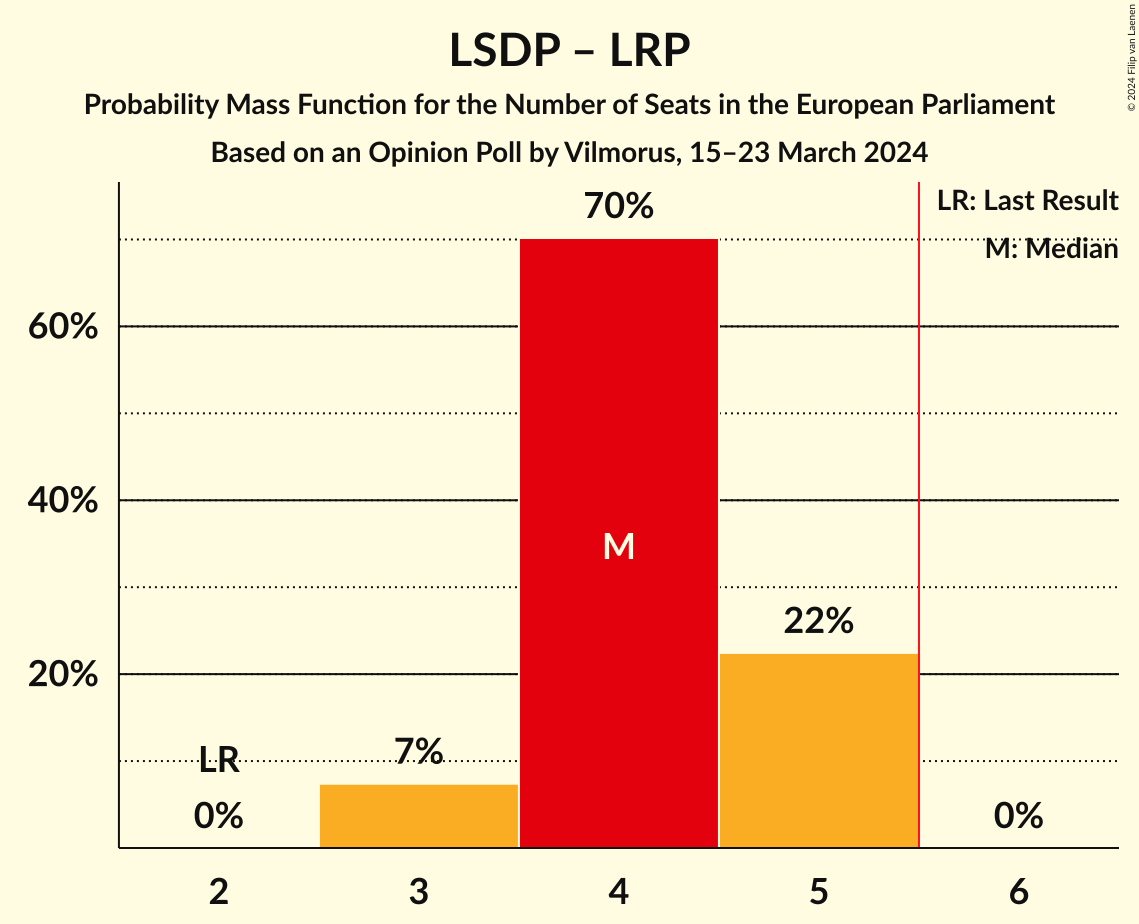 LSDP – LRP
Probability Mass Function for the Number of Seats in the European Parliament
Based on an Opinion Poll by Vilmorus, 15–23 March 2024
© 2024 Filip van Laenen
LR: Last Result
M: Median
70%
60%
40%
20%
M
22%
LR
7%
0%
0%
2 3 4 5 6